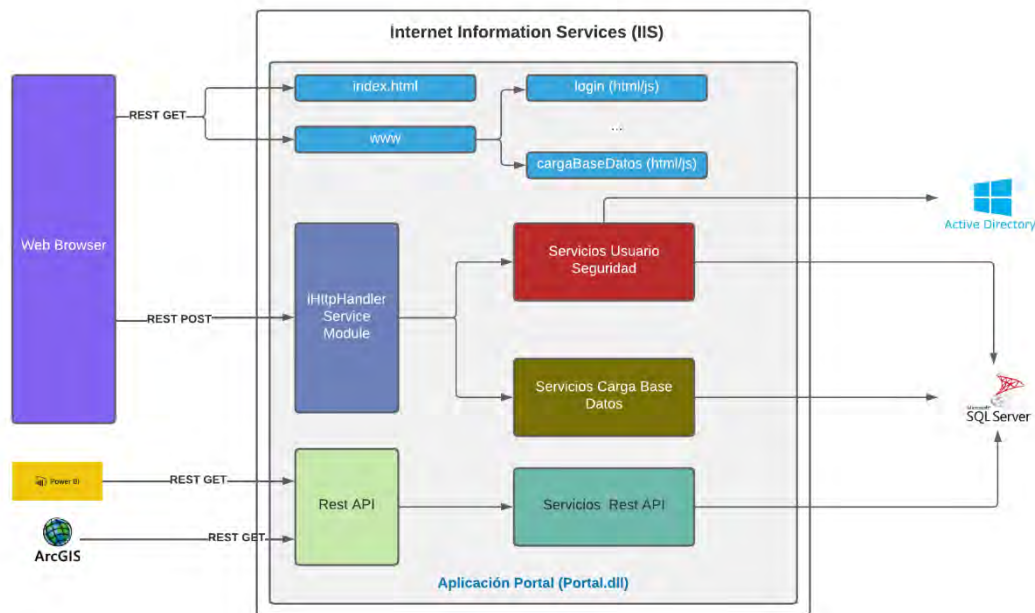 Internet Information Services (IIS)
index.html
login (html/js)
REST GET
www
...
cargaBaseDatos (html/js)
Web Browser
Active Directory
Servicios Usuario
Seguridad
iHttpHandler
Service
Module
REST POST
Servicios Carga Base
Datos
Microsoft
SQL Server
Power BI
REST GET
Rest API
Servicios Rest API
ArcGIS
REST GET
Aplicación Portal (Portal.dll)